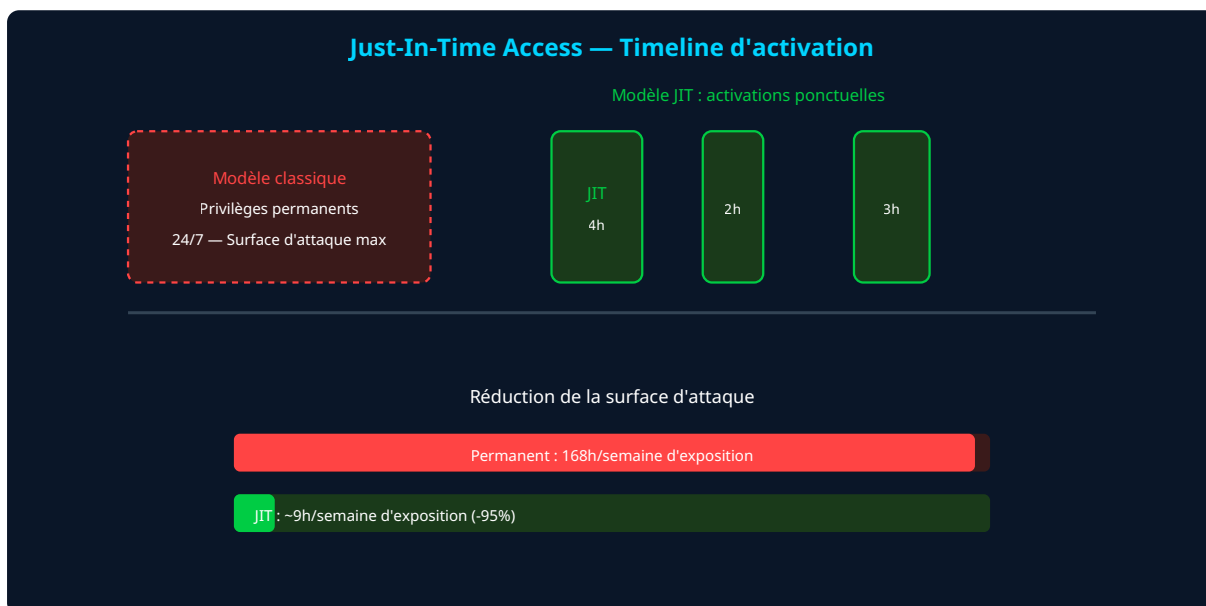 Just-In-Time Access — Timeline d'activation
Modèle JIT : activations ponctuelles
Modèle classique
Privilèges permanents
24/7 — Surface d'attaque max
JIT
4h
2h
3h
Réduction de la surface d'attaque
Permanent : 168h/semaine d'exposition
JIT : ~9h/semaine d'exposition (-95%)